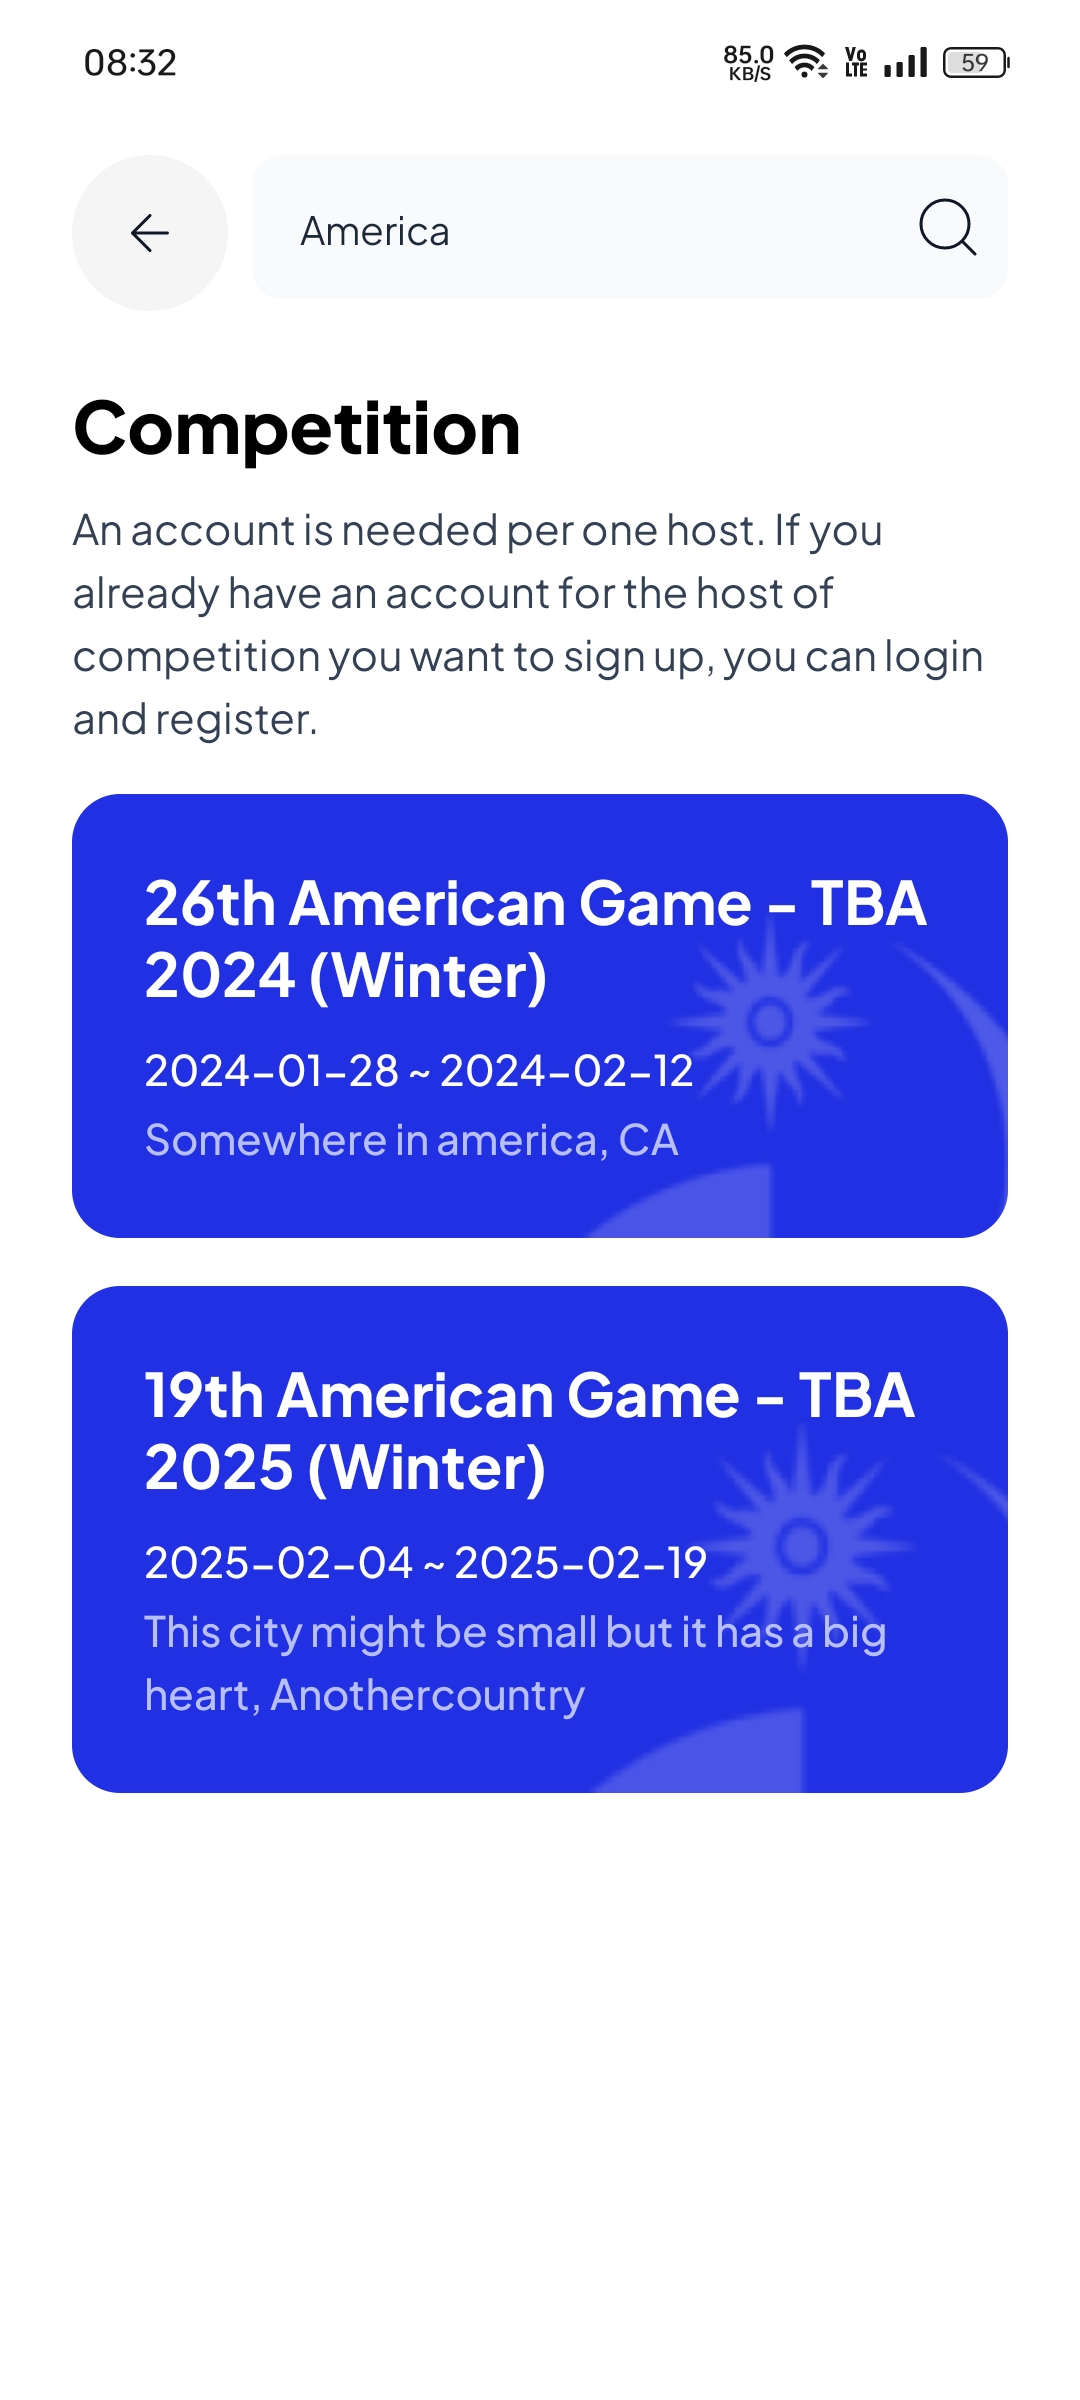 08:32
85.0
KB/S
Vo
LTE
59
America
Competition
An account is needed per one host. If you
already have an account for the host of
competition you want to sign up, you can login
and register.
26th American Game – TBA
2024 (Winter)
2024–01–28 ~ 2024–02–12
Somewhere in america, CA
19th American Game – TBA
2025 (Winter)
2025–02–04 ~ 2025–02–19
This city might be small but it has a big
heart, Anothercountry